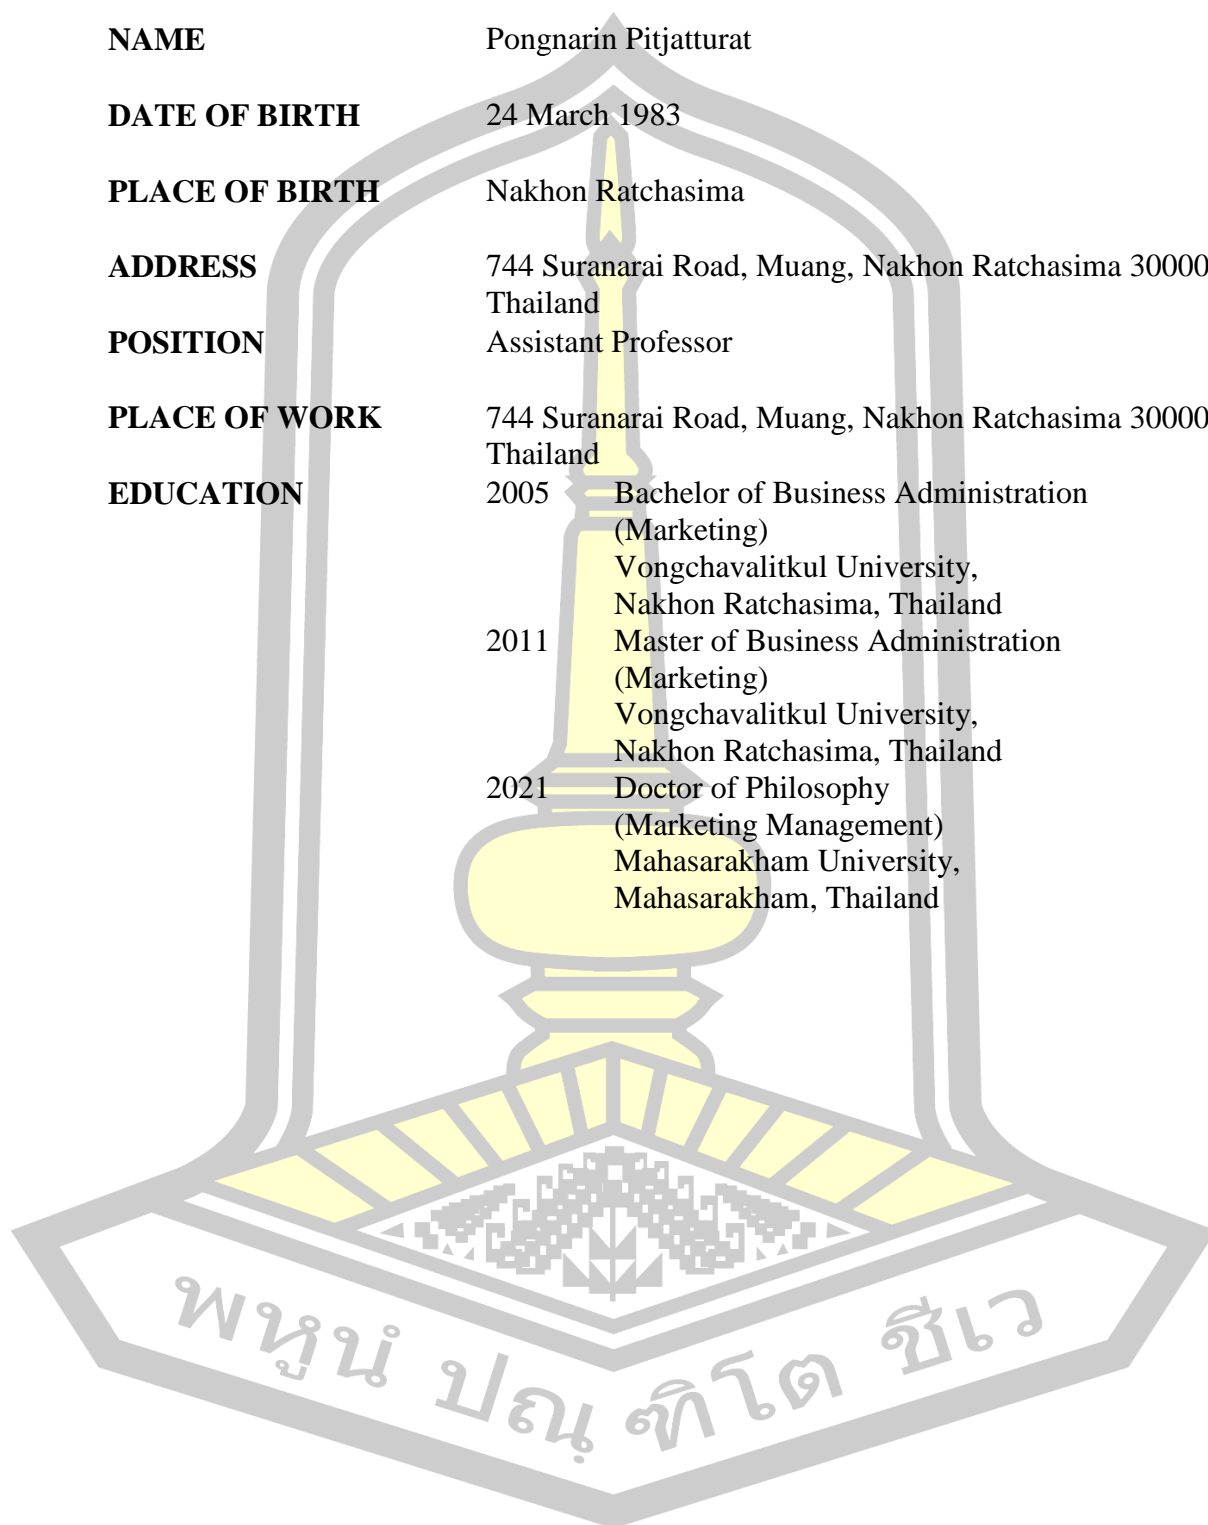 NAME Pongnarin Pitjatturat
DATE OF BIRTH 24 March 1983
PLACE OF BIRTH Nakhon Ratchasima
ADDRESS 744 Suranarai Road, Muang, Nakhon Ratchasima 30000
Thailand
POSITION Assistant Professor
PLACE OF WORK 744 Suranarai Road, Muang, Nakhon Ratchasima 30000
Thailand
EDUCATION 2005 Bachelor of Business Administration
(Marketing)
Vongchavalitkul University,
Nakhon Ratchasima, Thailand
2011 Master of Business Administration
(Marketing)
Vongchavalitkul University,
Nakhon Ratchasima, Thailand
2021 Doctor of Philosophy
(Marketing Management)
Mahasarakham University,
Mahasarakham, Thailand
พหูนํ ปณฺฑิโต ชีเว